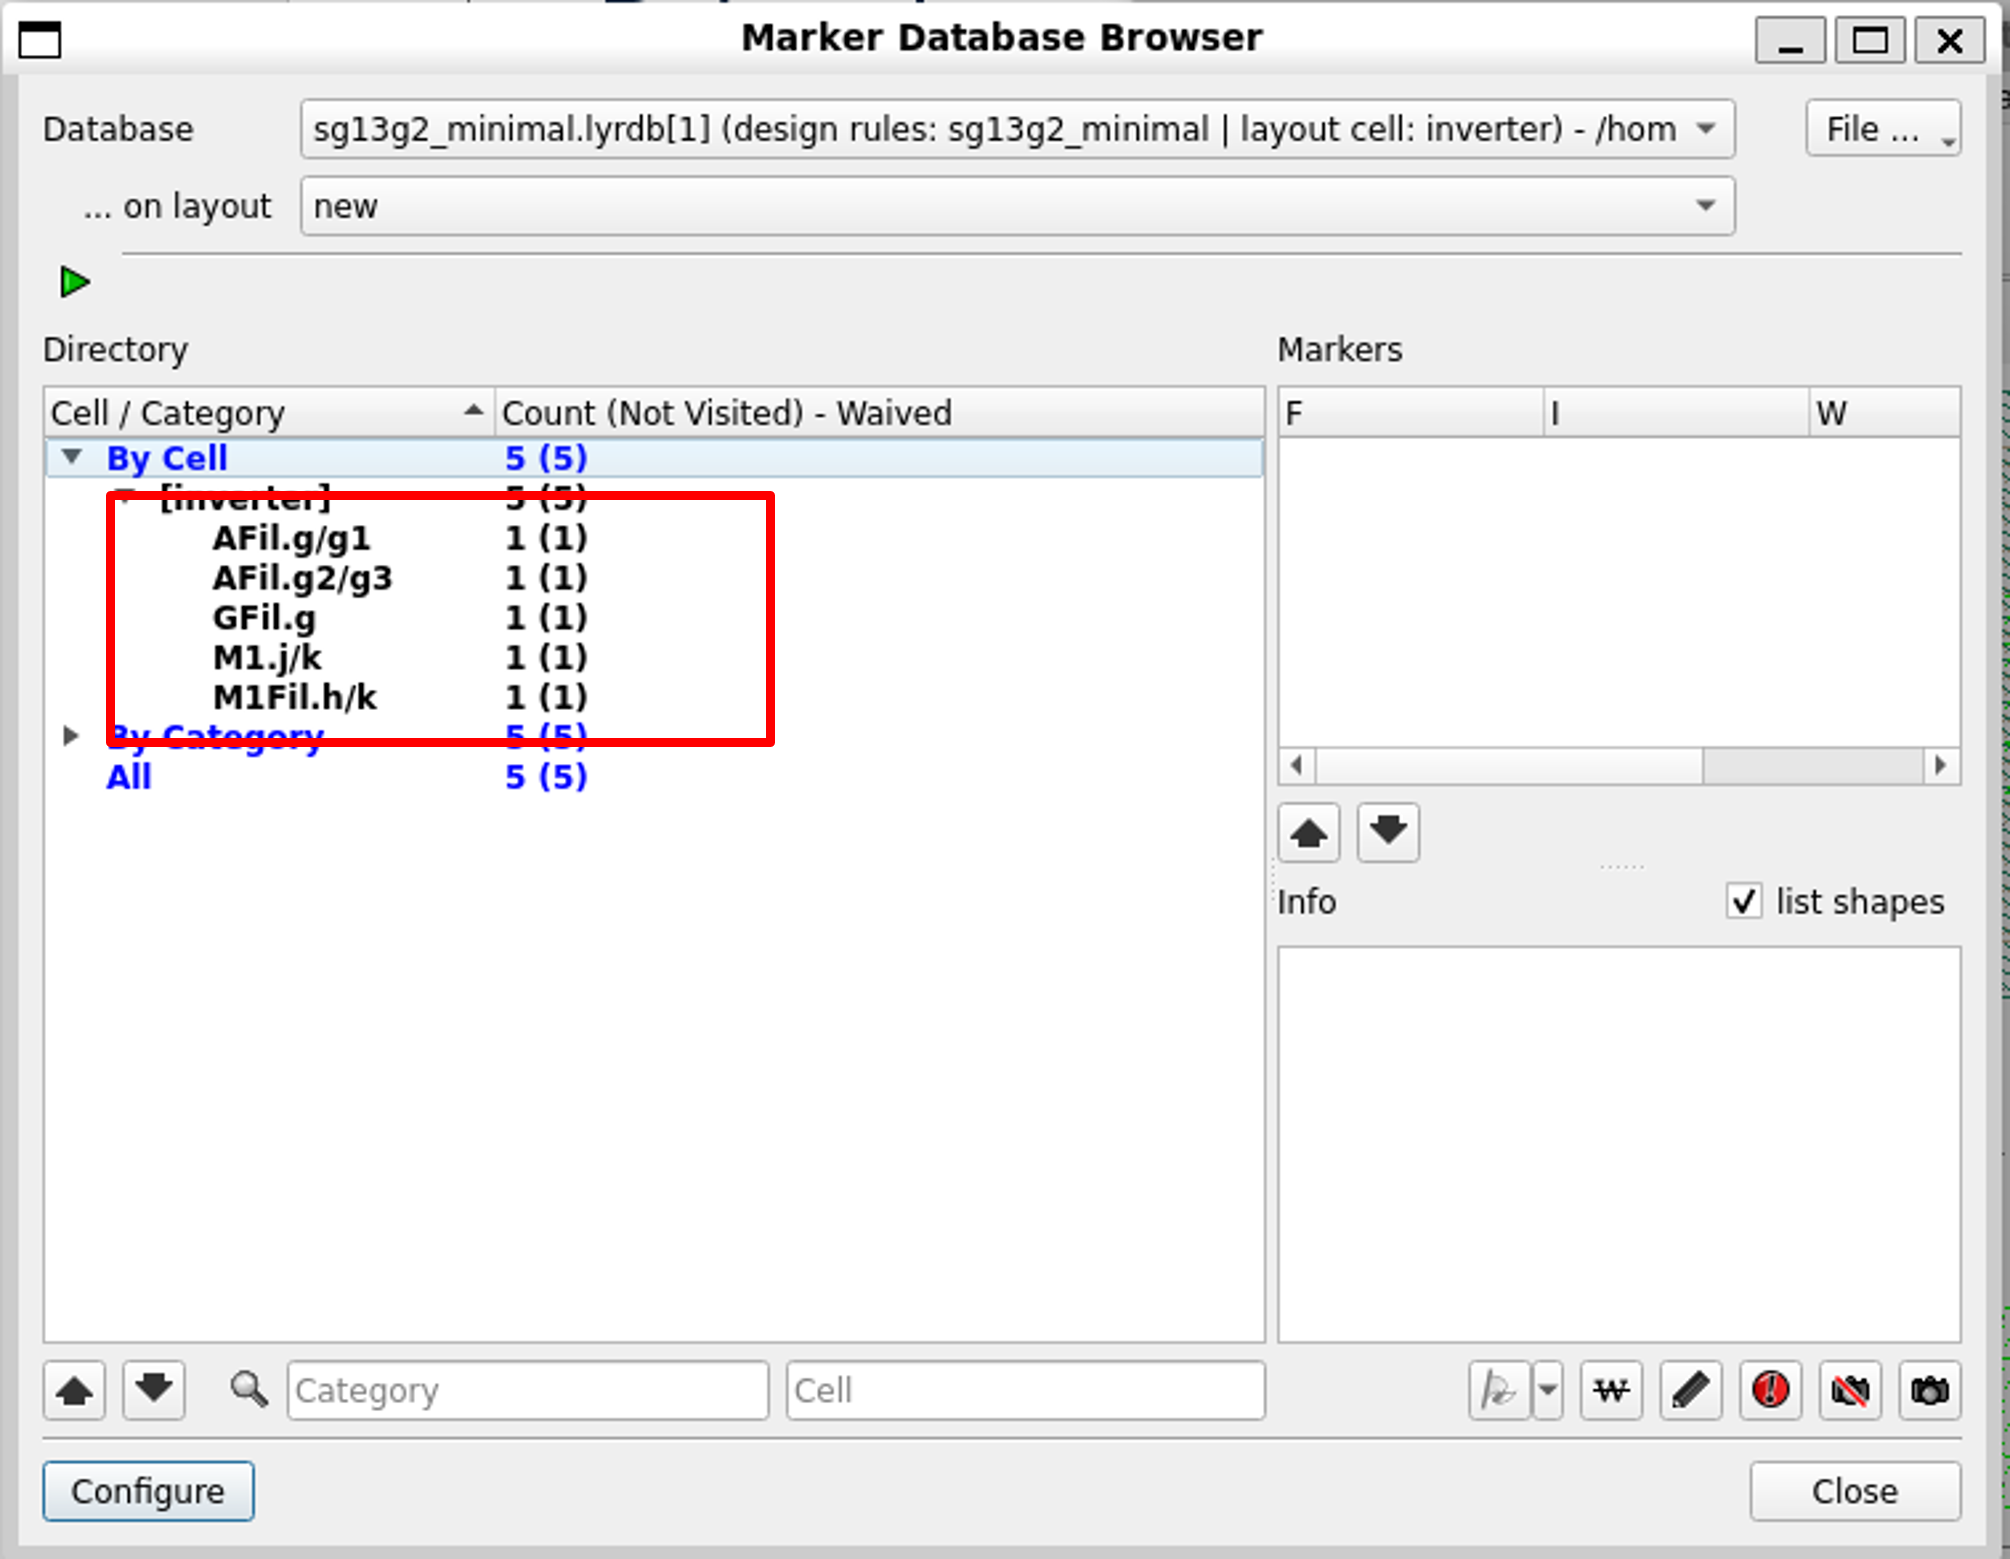 Marker Database Browser
Database
sg13g2_minimal.lyrdb[1] (design rules: sg13g2_minimal | layout cell: inverter) - /hom
File ...
... on layout
new
Directory
Cell / Category
Count (Not Visited) - Waived
By Cell 5 (5)
[inverter] 5 (5)
AFil.g/g1 1 (1)
AFil.g2/g3 1 (1)
GFil.g 1 (1)
M1.j/k 1 (1)
M1Fil.h/k 1 (1)
By Category 5 (5)
All 5 (5)
Markers
F I W
Info
list shapes
Category
Cell
W
Configure
Close